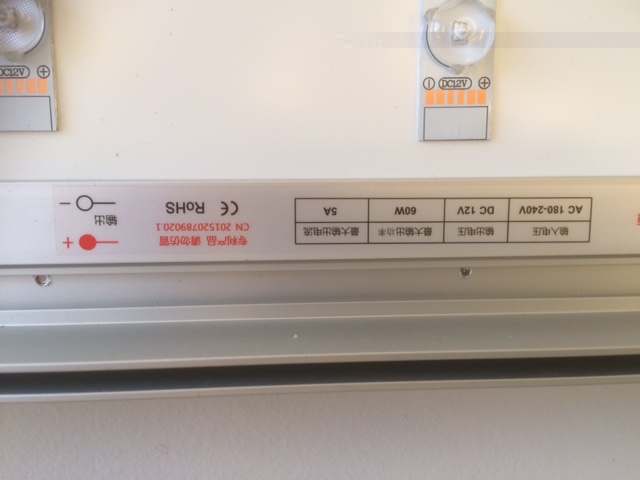 DC12V +
− DC12V +
输入电压 输出电压 最大输出功率 最大输出电流
AC 180-240V DC 12V 60W 5A
专利产品 请勿仿冒
CN 201520789020.1
CE RoHS
+
输出
−